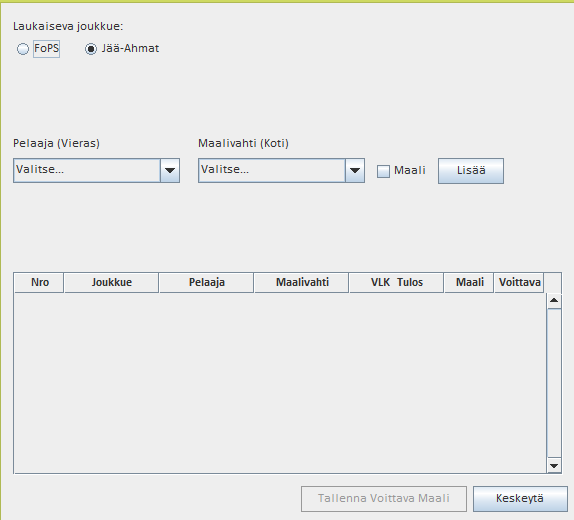 Laukaiseva joukkue:
FoPS Jää-Ahmat
Pelaaja (Vieras) Maalivahti (Koti)
Valitse... Valitse... Maali Lisää
Nro Joukkue Pelaaja Maalivahti VLK Tulos Maali Voittava
Tallenna Voittava Maali Keskeytä